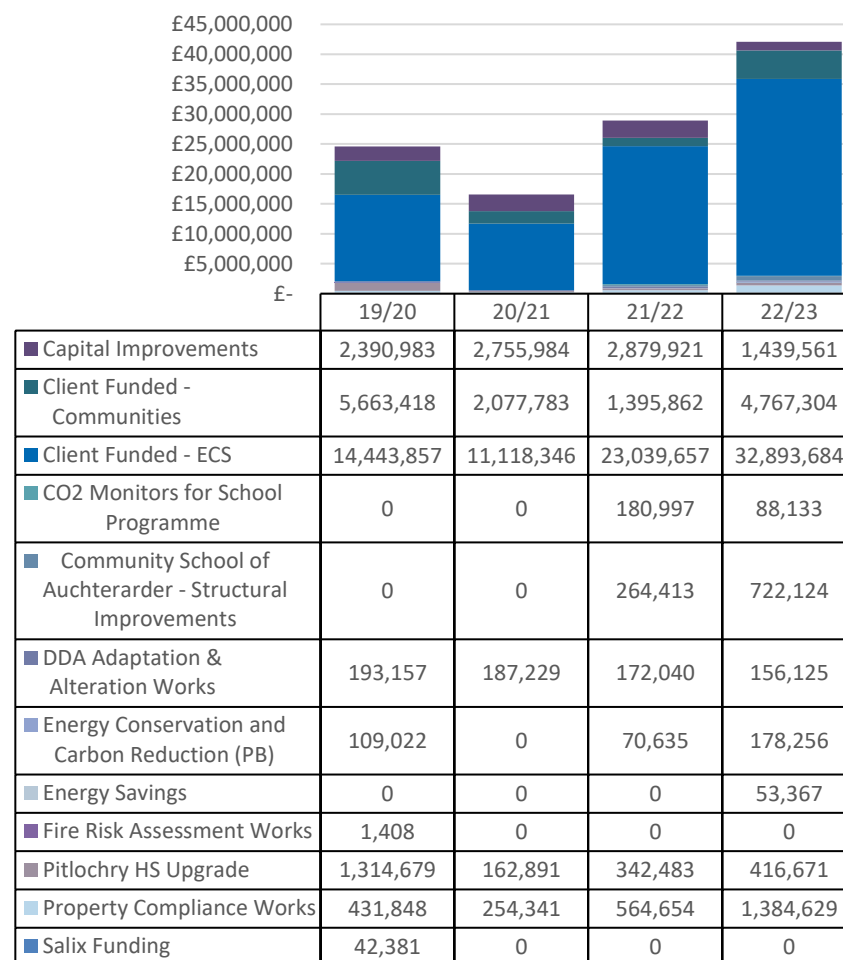 £45,000,000
£40,000,000
£35,000,000
£30,000,000
£25,000,000
£20,000,000
£15,000,000
£10,000,000
£5,000,000
£-
19/20 20/21 21/22 22/23
Capital Improvements 2,390,983 2,755,984 2,879,921 1,439,561
Client Funded -
Communities 5,663,418 2,077,783 1,395,862 4,767,304
Client Funded - ECS 14,443,857 11,118,346 23,039,657 32,893,684
CO2 Monitors for School
Programme 0 0 180,997 88,133
Community School of
Auchterarder - Structural 0 0 264,413 722,124
Improvements
DDA Adaptation &
Alteration Works 193,157 187,229 172,040 156,125
Energy Conservation and
Carbon Reduction (PB) 109,022 0 70,635 178,256
Energy Savings 0 0 0 53,367
Fire Risk Assessment Works 1,408 0 0 0
Pitlochry HS Upgrade 1,314,679 162,891 342,483 416,671
Property Compliance Works 431,848 254,341 564,654 1,384,629
Salix Funding 42,381 0 0 0